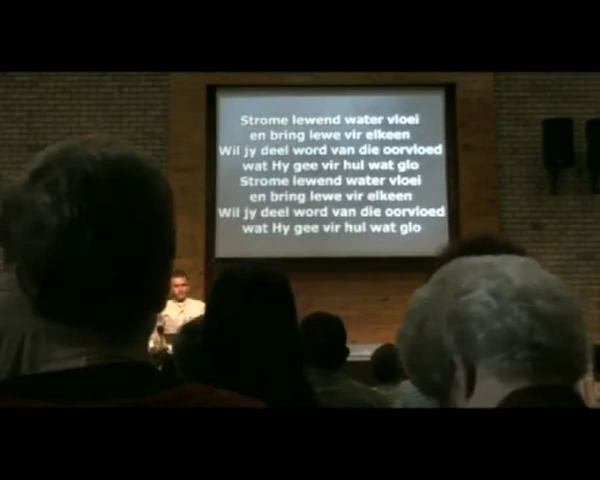 Strome lewend water vloei
en bring lewe vir elkeen
Wil jy deel word van die oorvloed
wat Hy gee vir hul wat glo
Strome lewend water vloei
en bring lewe vir elkeen
Wil jy deel word van die oorvloed
wat Hy gee vir hul wat glo